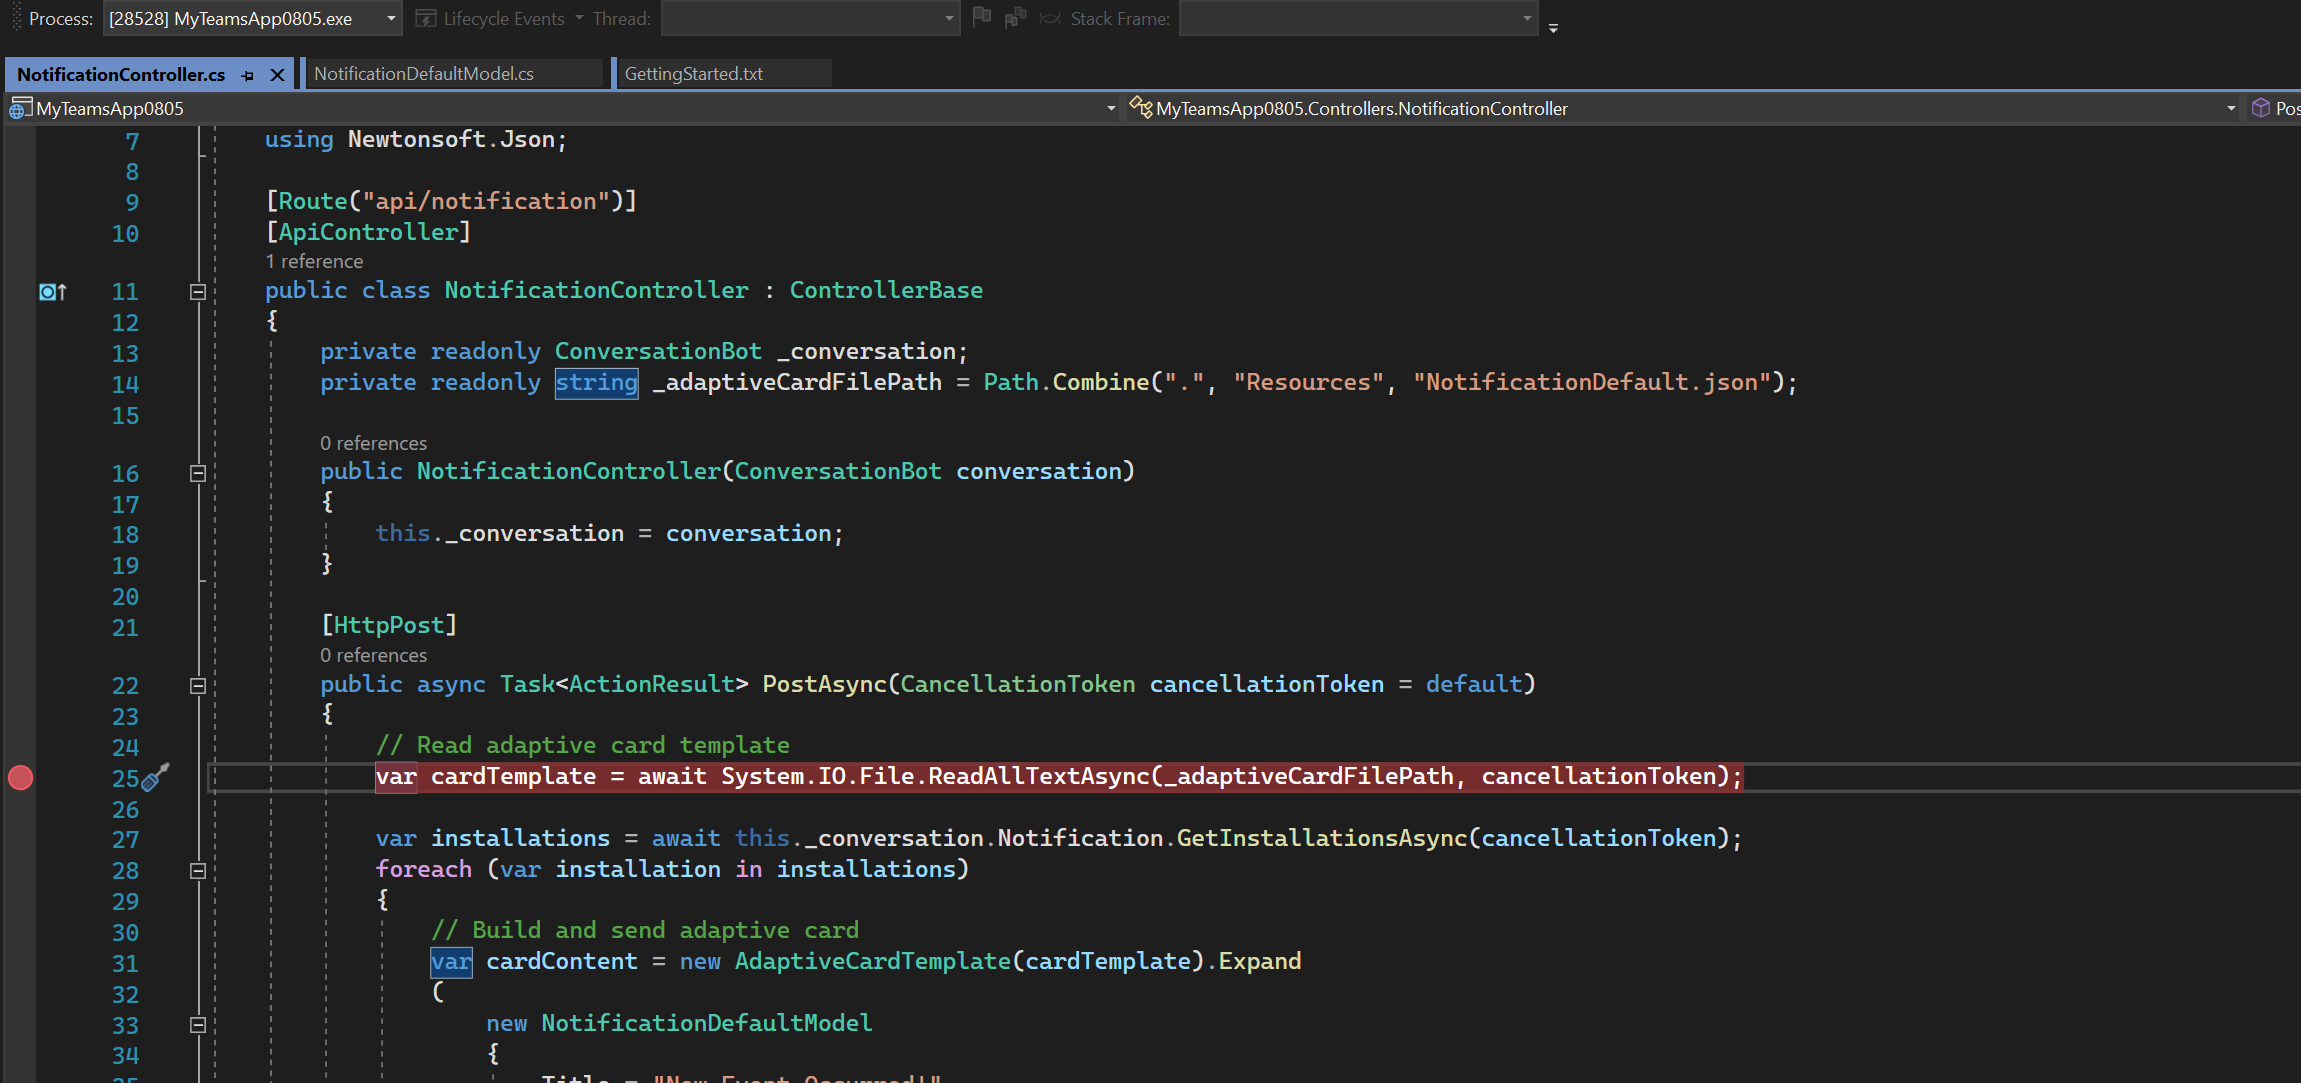 Process: [28528] MyTeamsApp0805.exe Lifecycle Events Thread: Stack Frame:
NotificationController.cs NotificationDefaultModel.cs GettingStarted.txt
MyTeamsApp0805 MyTeamsApp0805.Controllers.NotificationController Pos
7 using Newtonsoft.Json;
8
9 [Route("api/notification")]
10 [ApiController]
1 reference
11 public class NotificationController : ControllerBase
12 {
13 private readonly ConversationBot _conversation;
14 private readonly string _adaptiveCardFilePath = Path.Combine(".", "Resources", "NotificationDefault.json");
15
0 references
16 public NotificationController(ConversationBot conversation)
17 {
18 this._conversation = conversation;
19 }
20
21 [HttpPost]
0 references
22 public async Task<ActionResult> PostAsync(CancellationToken cancellationToken = default)
23 {
24 // Read adaptive card template
25 var cardTemplate = await System.IO.File.ReadAllTextAsync(_adaptiveCardFilePath, cancellationToken);
26
27 var installations = await this._conversation.Notification.GetInstallationsAsync(cancellationToken);
28 foreach (var installation in installations)
29 {
30 // Build and send adaptive card
31 var cardContent = new AdaptiveCardTemplate(cardTemplate).Expand
32 (
33 new NotificationDefaultModel
34 {
35 Title = "New Event Occurred!"